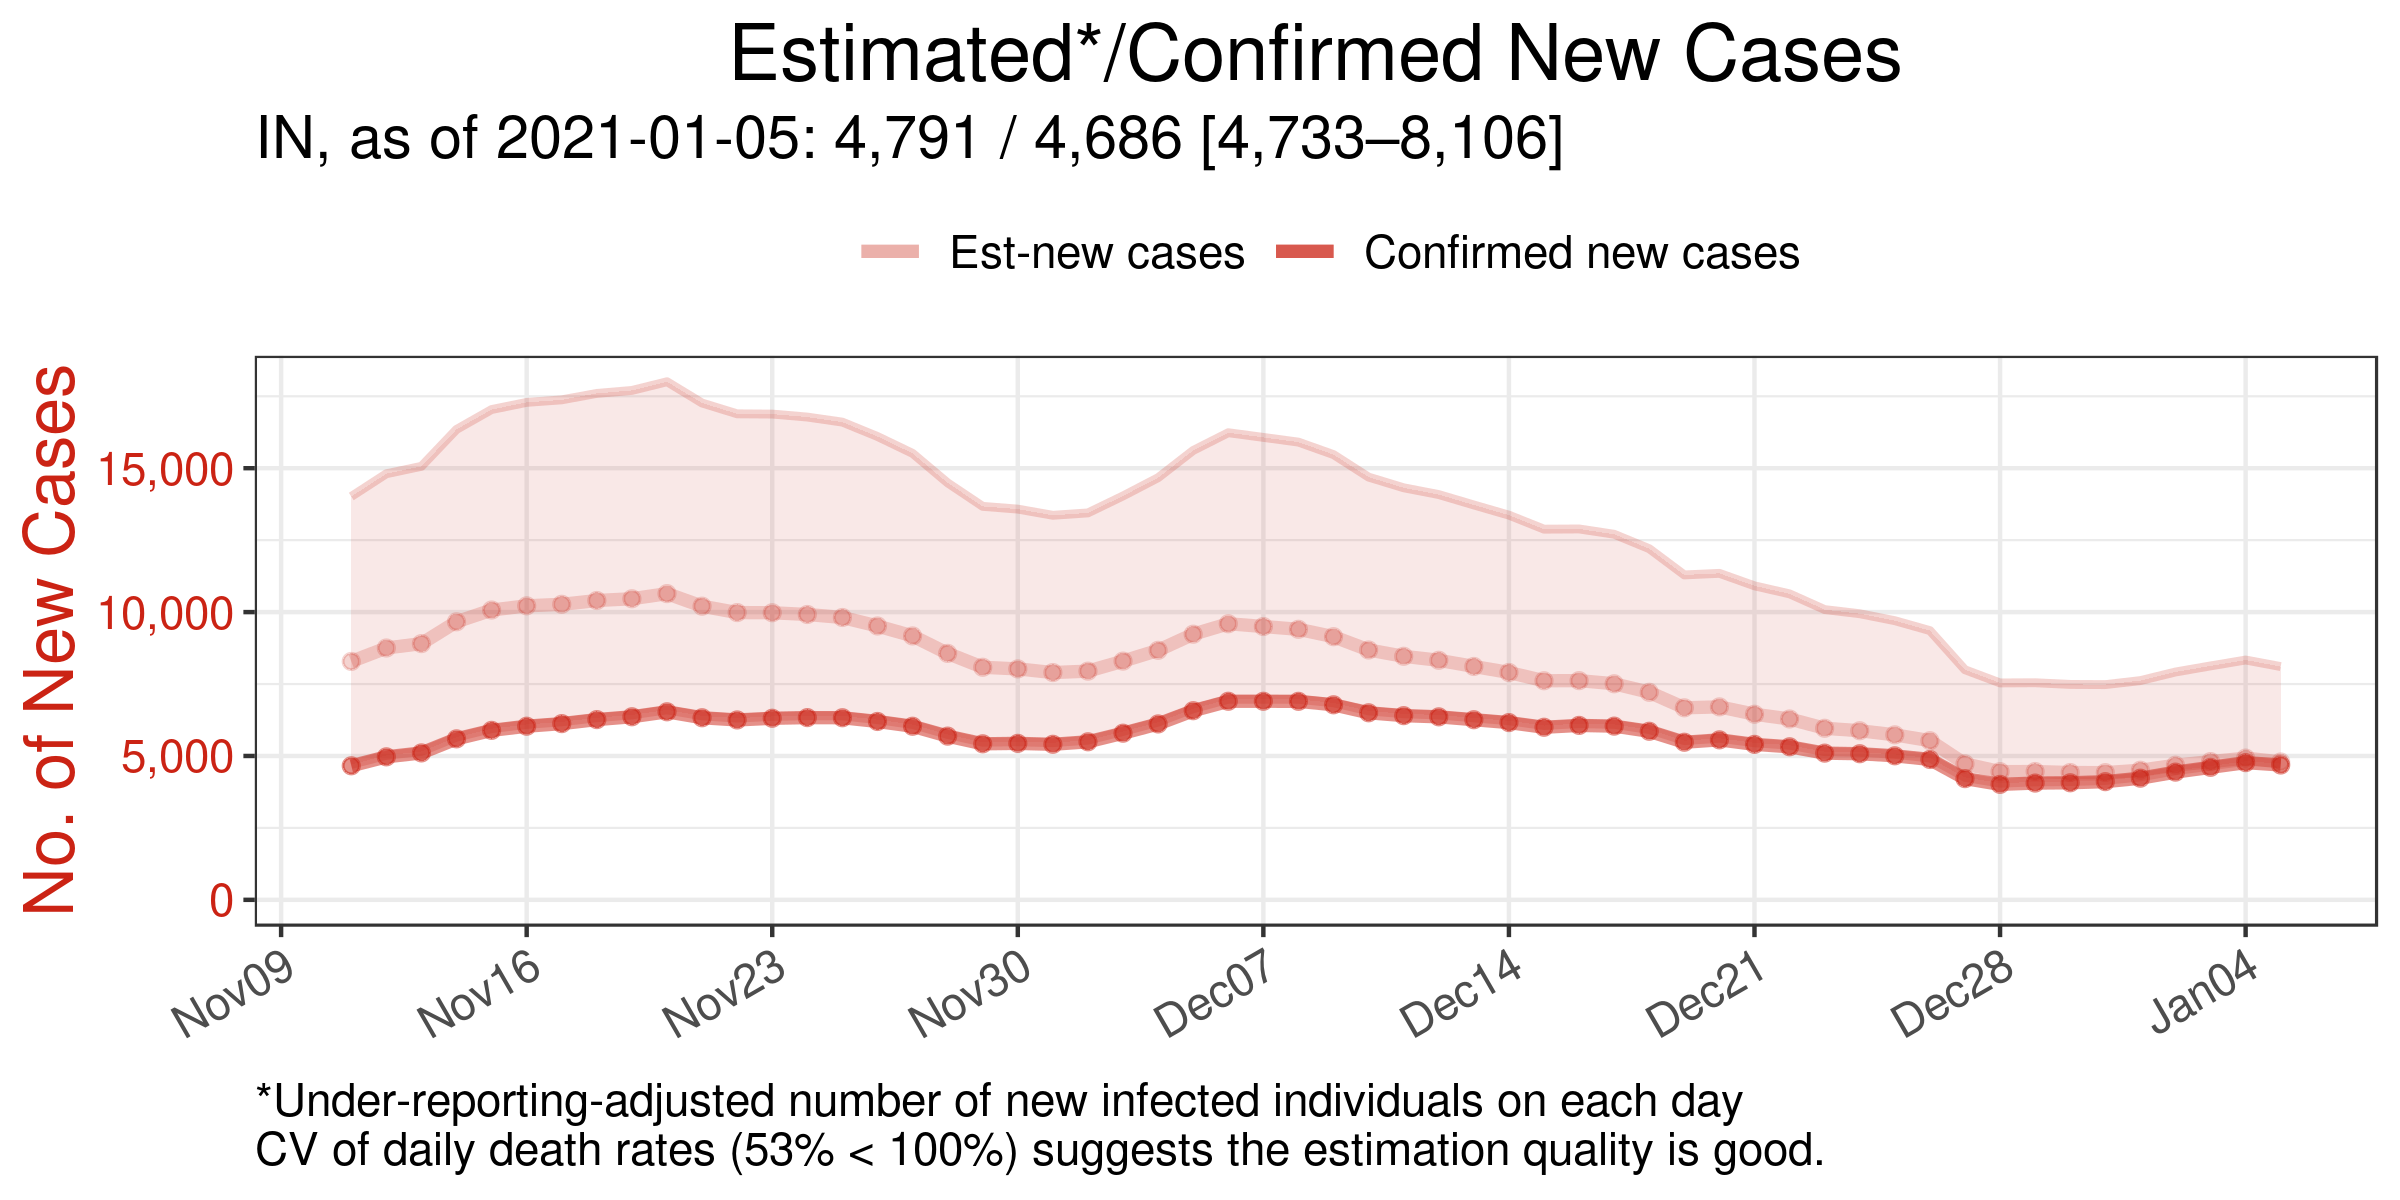 Estimated*/Confirmed New Cases
IN, as of 2021-01-05: 4,791 / 4,686 [4,733–8,106]
Est-new cases
Confirmed new cases
No. of New Cases
15,000
10,000
5,000
0
Nov09
Nov16
Nov23
Nov30
Dec07
Dec14
Dec21
Dec28
Jan04
*Under-reporting-adjusted number of new infected individuals on each day
CV of daily death rates (53% < 100%) suggests the estimation quality is good.